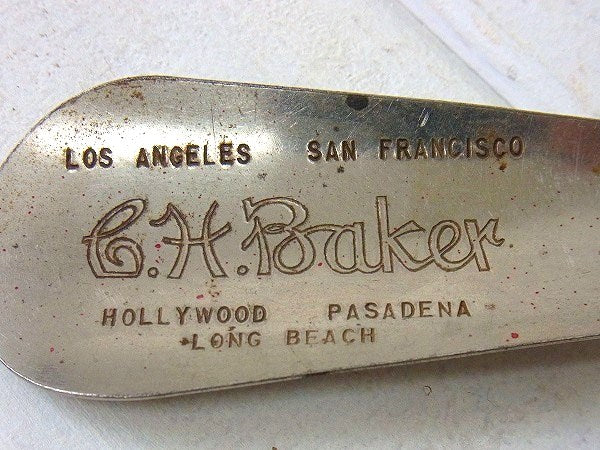 LOS ANGELES SAN FRANCISCO
C.H. Baker
HOLLYWOOD PASADENA
LONG BEACH